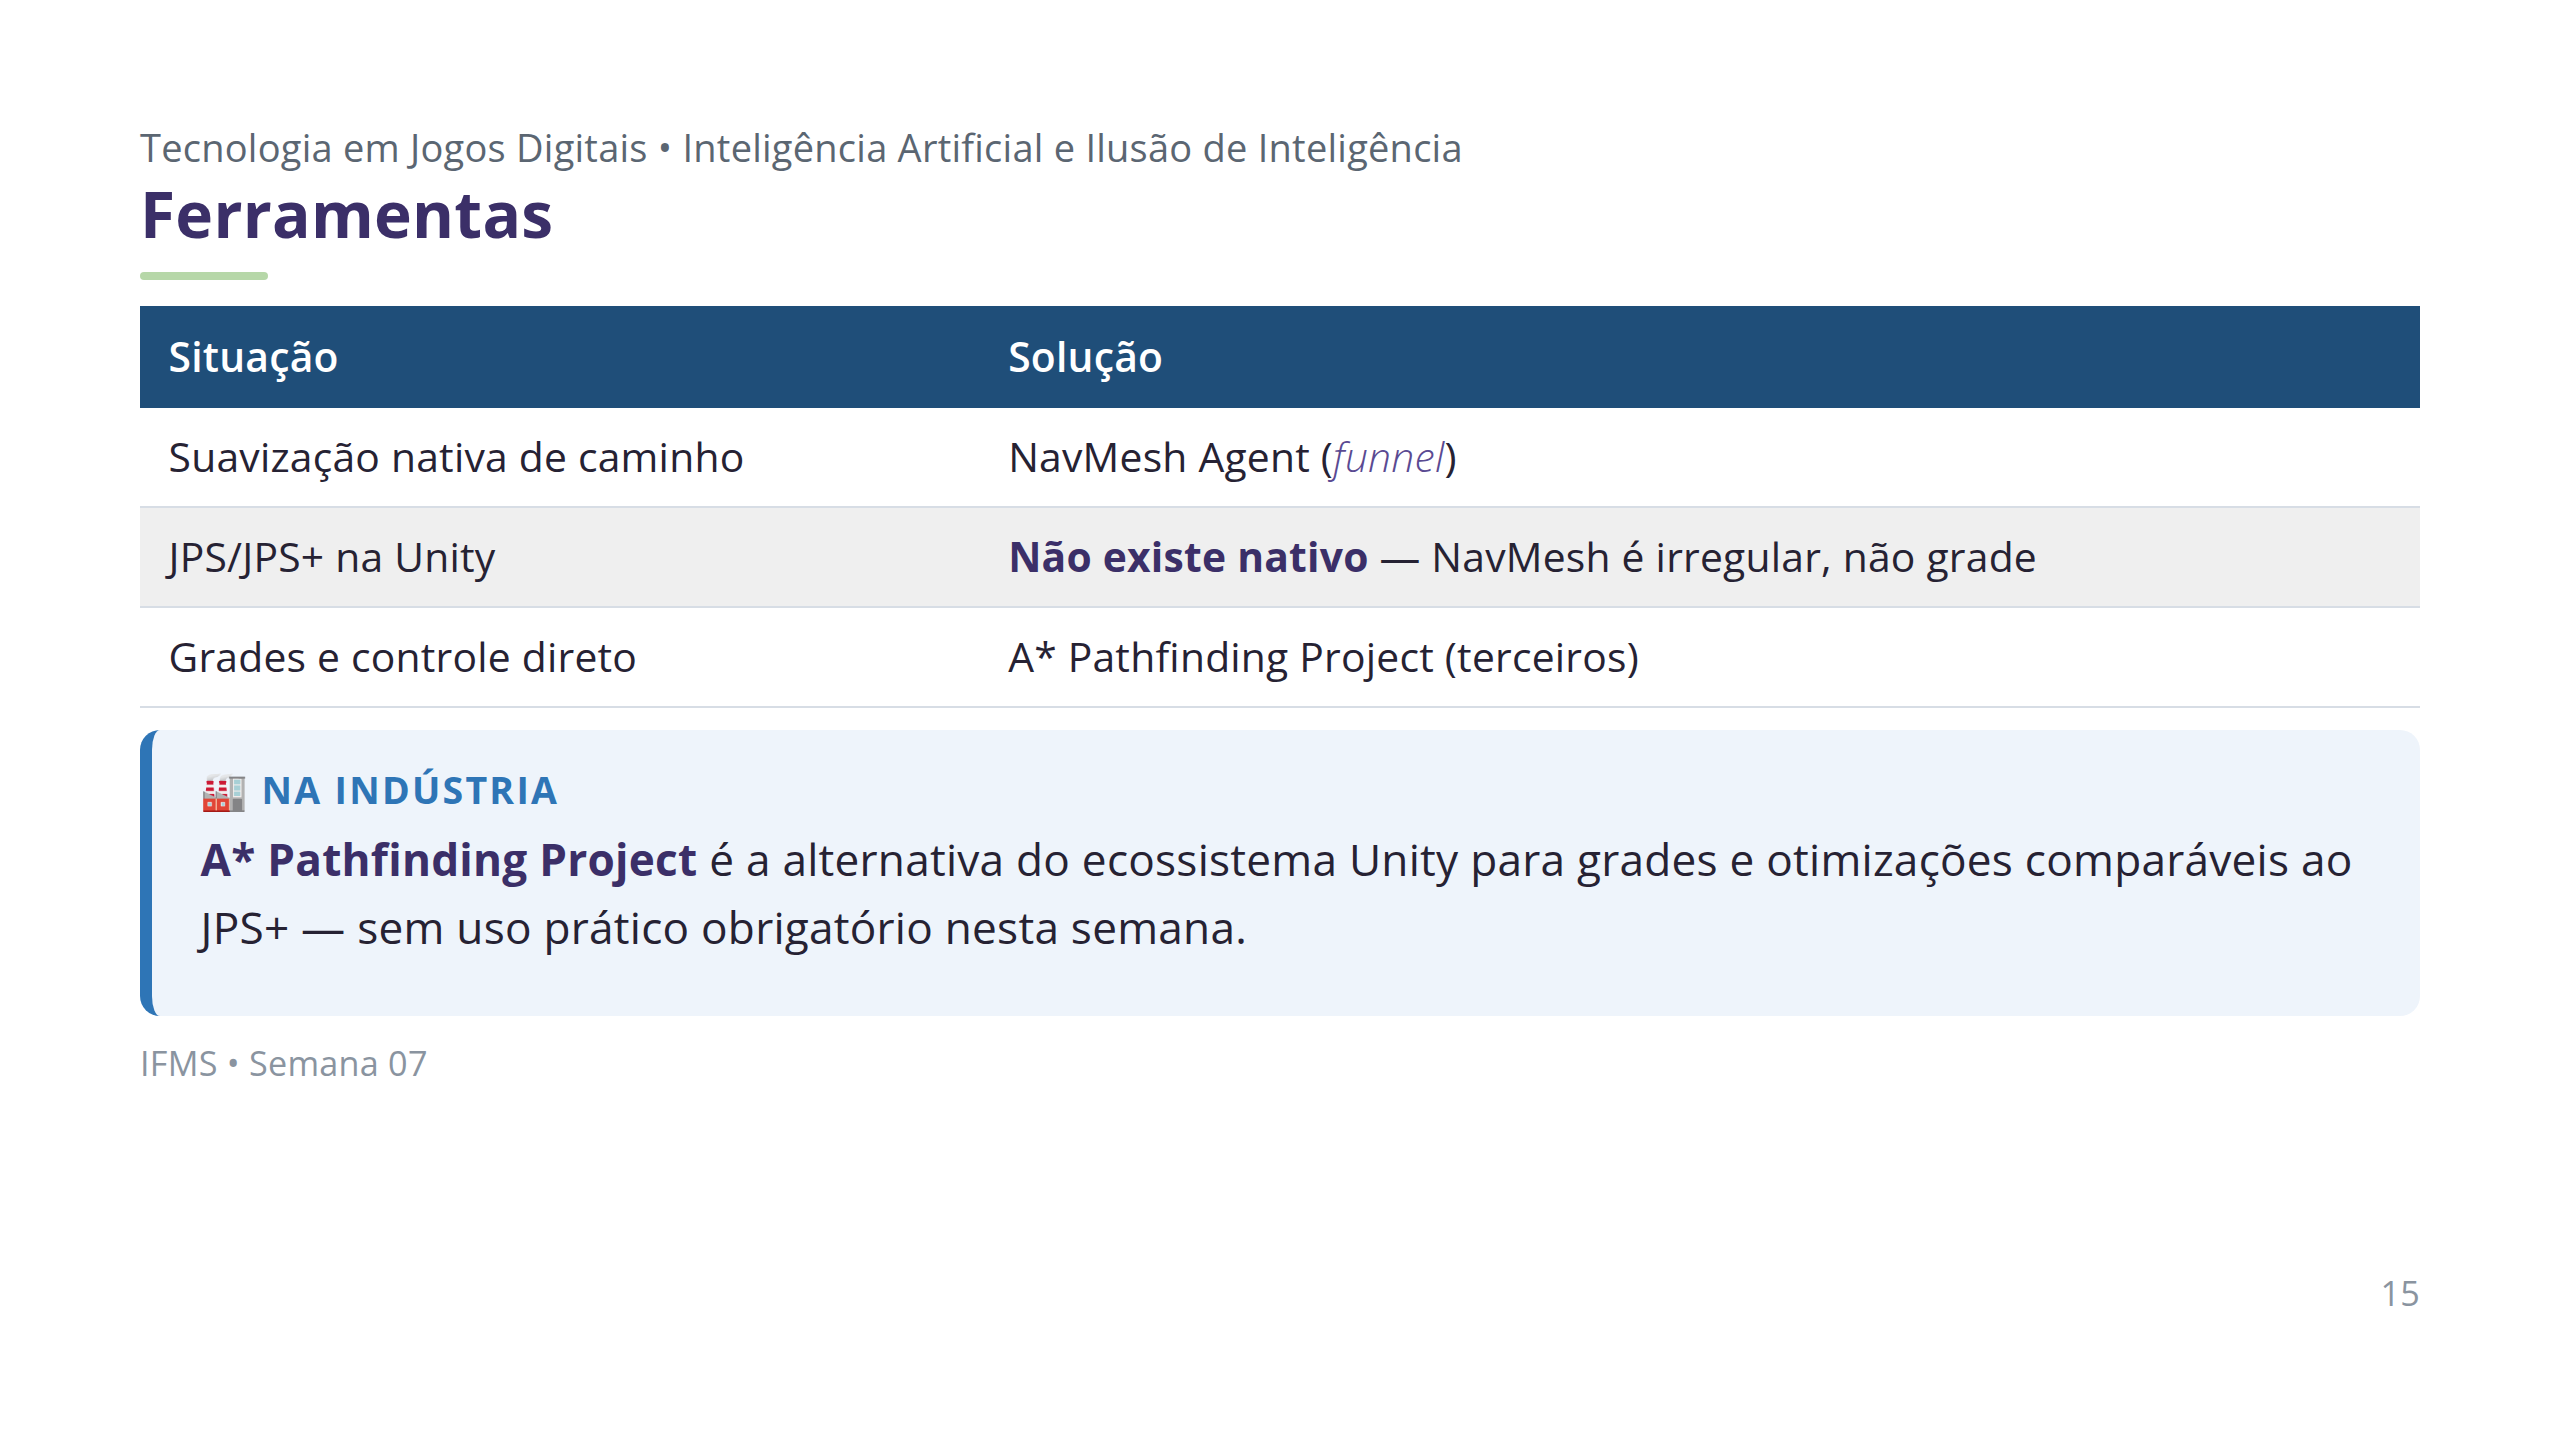 Tecnologia em Jogos Digitais • Inteligência Artificial e Ilusão de Inteligência
Ferramentas
Situação Solução
Suavização nativa de caminho NavMesh Agent (funnel)
JPS/JPS+ na Unity Não existe nativo — NavMesh é irregular, não grade
Grades e controle direto A* Pathfinding Project (terceiros)
🏭 NA INDÚSTRIA
A* Pathfinding Project é a alternativa do ecossistema Unity para grades e otimizações comparáveis ao
JPS+ — sem uso prático obrigatório nesta semana.
IFMS • Semana 07
15